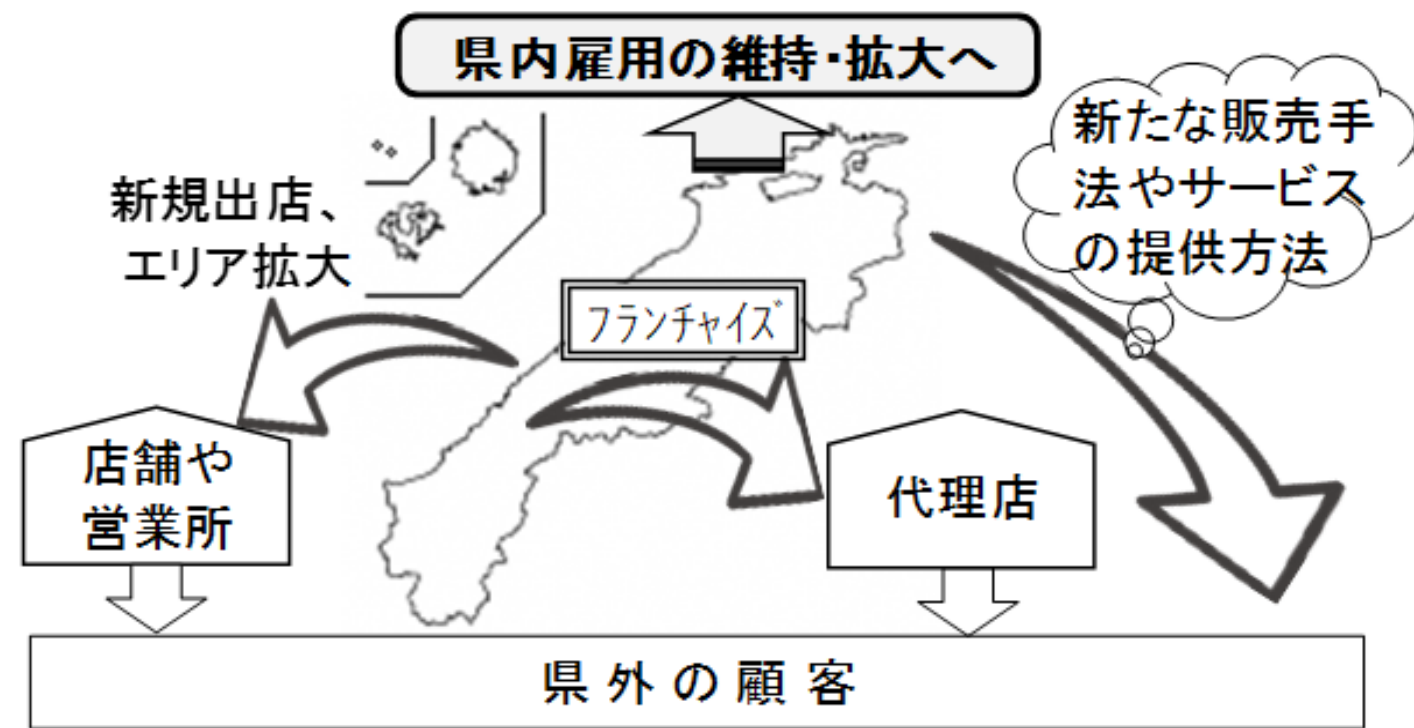 県内雇用の維持・拡大へ
新たな販売手
法やサービス
の提供方法
新規出店、
エリア拡大
フランチャイズ
店舗や
営業所
代理店
県外の顧客